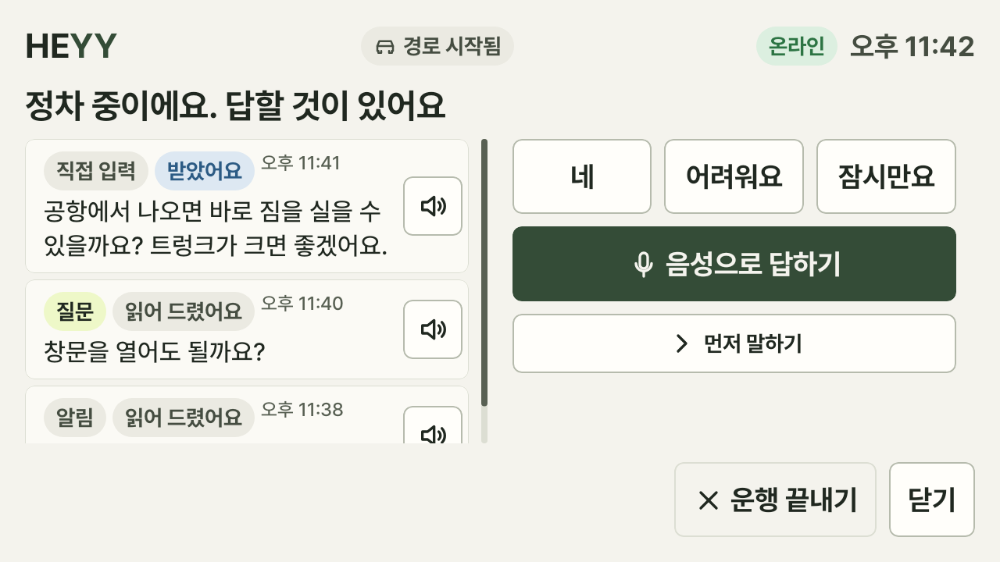 HEYY
경로 시작됨
온라인
오후 11:42
정차 중이에요. 답할 것이 있어요
직접 입력 받았어요 오후 11:41
공항에서 나오면 바로 짐을 실을 수
있을까요? 트렁크가 크면 좋겠어요.
질문 읽어 드렸어요 오후 11:40
창문을 열어도 될까요?
알림 읽어 드렸어요 오후 11:38
네
어려워요
잠시만요
음성으로 답하기
먼저 말하기
운행 끝내기
닫기